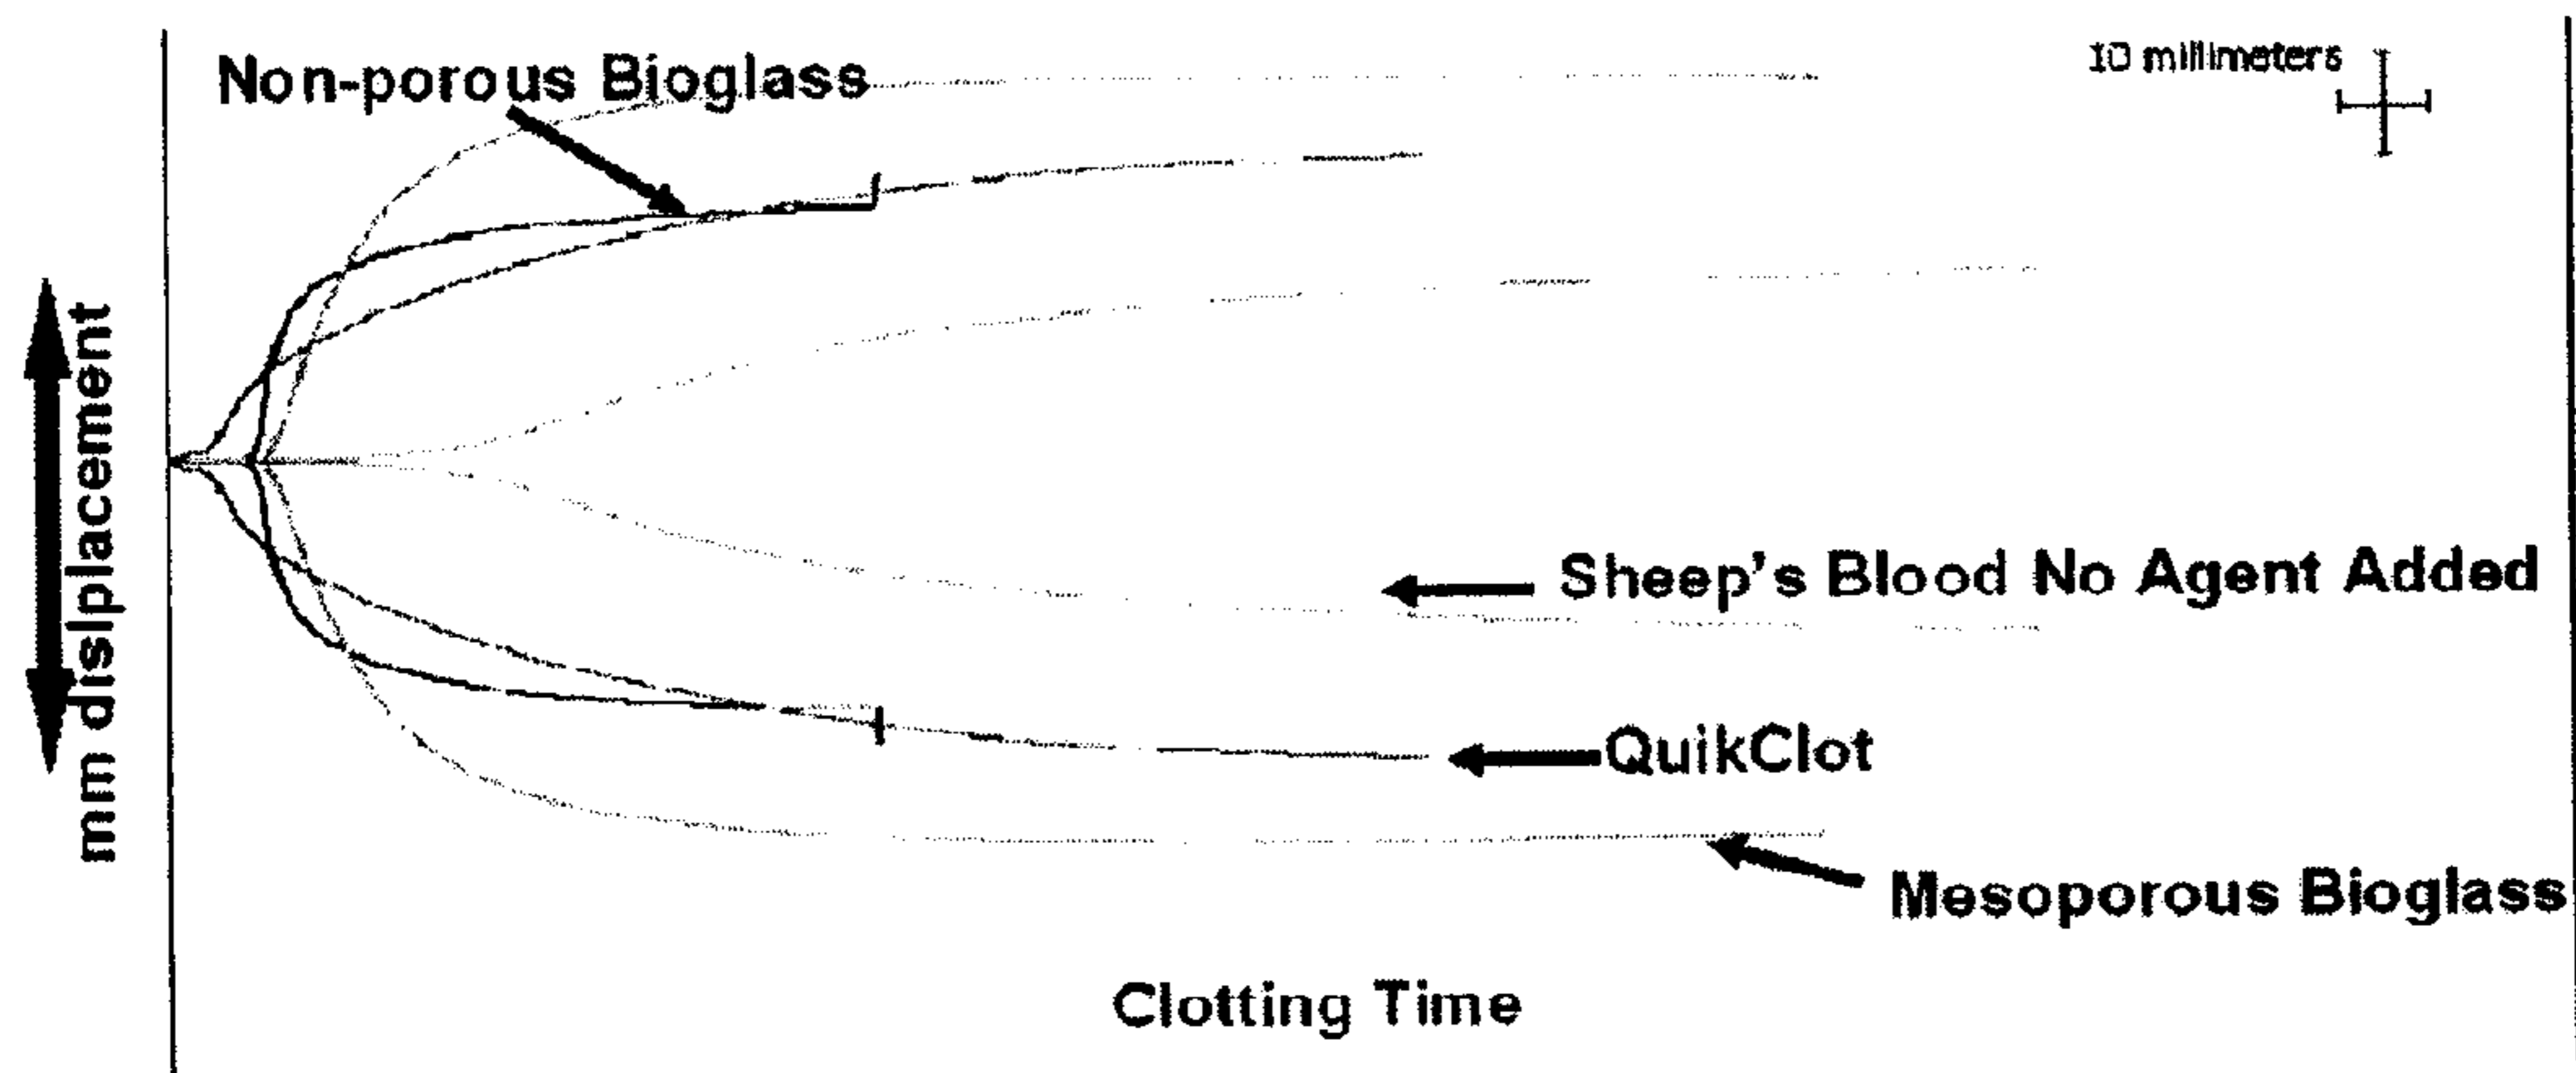 Non-porous Bioglass
10 millimeters
mm dislplacement
Sheep's Blood No Agent Added
QuikClot
Mesoporous Bioglass
Clotting Time